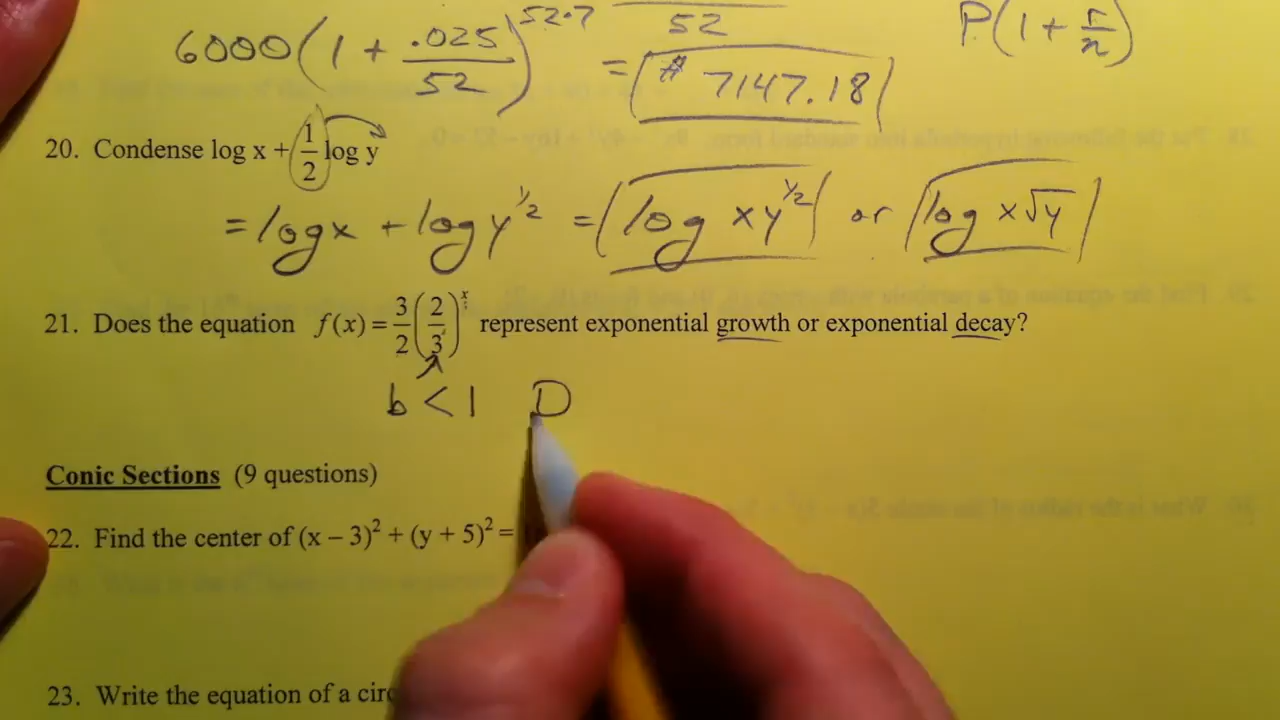 6000(1 + .025/52)^52·7 = $ 7147.18
52
P(1 + r/n)
20. Condense log x + 1/2 log y
= log x + log y^1/2 = log xy^1/2 or log x√y
21. Does the equation f(x) = 3/2 (2/3)^x represent exponential growth or exponential decay?
b < 1 D
Conic Sections (9 questions)
22. Find the center of (x – 3)² + (y + 5)² =
23. Write the equation of a